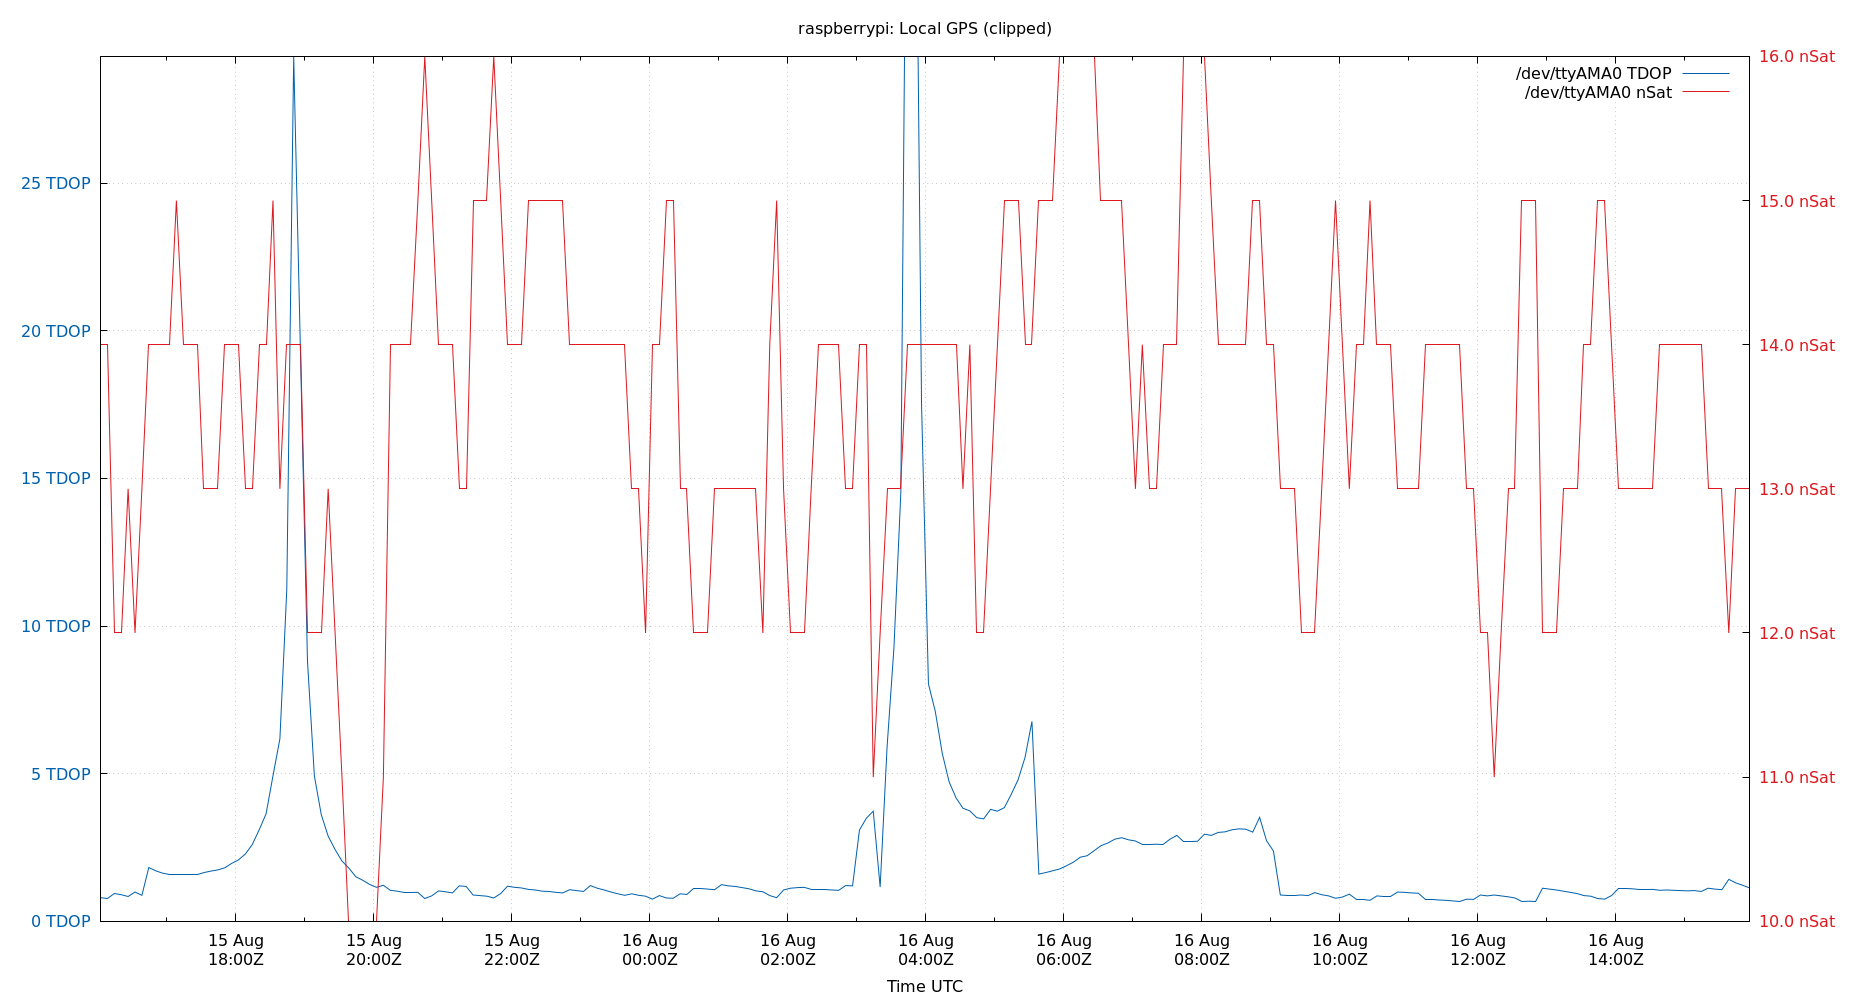 raspberrypi: Local GPS (clipped)
/dev/ttyAMA0 TDOP
/dev/ttyAMA0 nSat
25 TDOP
20 TDOP
15 TDOP
10 TDOP
5 TDOP
0 TDOP
16.0 nSat
15.0 nSat
14.0 nSat
13.0 nSat
12.0 nSat
11.0 nSat
10.0 nSat
15 Aug
18:00Z
15 Aug
20:00Z
15 Aug
22:00Z
16 Aug
00:00Z
16 Aug
02:00Z
16 Aug
04:00Z
16 Aug
06:00Z
16 Aug
08:00Z
16 Aug
10:00Z
16 Aug
12:00Z
16 Aug
14:00Z
Time UTC